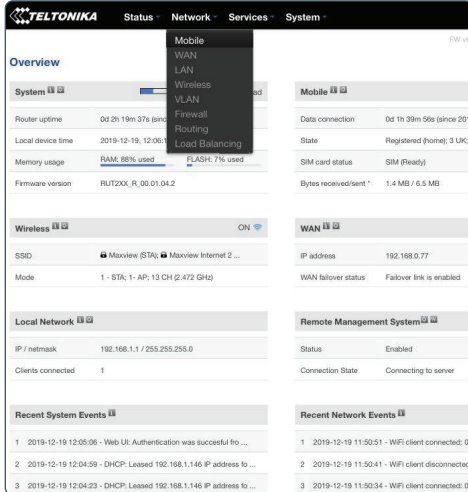 TELTONIKA Status Network Services System
Mobile
WAN
LAN
Wireless
VLAN
Firewall
Routing
Load Balancing
FW ve
Overview
System
ad
Router uptime 0d 2h 19m 37s (sinc
Local device time 2019-12-19, 12:06:1
Memory usage RAM: 88% used FLASH: 7% used
Firmware version RUT2XX_R_00.01.04.2
Mobile
Data connection 0d 1h 39m 56s (since 201
State Registered (home); 3 UK;
SIM card status SIM (Ready)
Bytes received/sent * 1.4 MB / 6.5 MB
Wireless ON
SSID Maxview (STA); Maxview Internet 2 ...
Mode 1 - STA; 1- AP; 13 CH (2.472 GHz)
WAN
IP address 192.168.0.77
WAN failover status Failover link is enabled
Local Network
IP / netmask 192.168.1.1 / 255.255.255.0
Clients connected 1
Remote Management System
Status Enabled
Connection State Connecting to server
Recent System Events
1 2019-12-19 12:05:06 - Web UI: Authentication was succesful fro ...
2 2019-12-19 12:04:59 - DHCP: Leased 192.168.1.146 IP address fo ...
3 2019-12-19 12:04:23 - DHCP: Leased 192.168.1.146 IP address fo ...
Recent Network Events
1 2019-12-19 11:50:51 - WiFi client connected: 0
2 2019-12-19 11:50:41 - WiFi client disconnected
3 2019-12-19 11:50:34 - WiFi client connected: 0